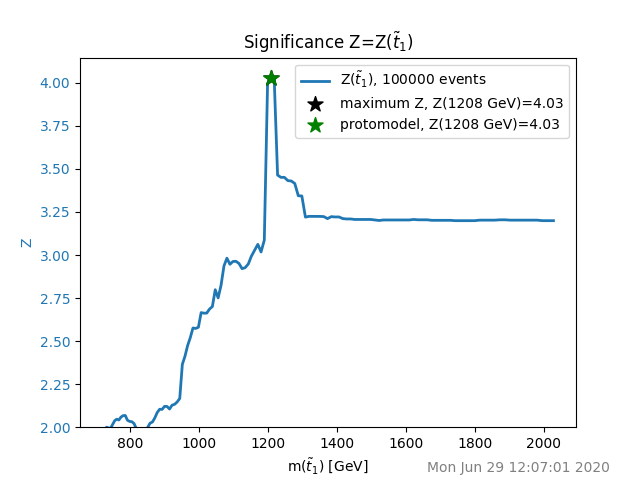 Significance Z=Z(t̃₁)
Z(t̃₁), 100000 events
maximum Z, Z(1208 GeV)=4.03
protomodel, Z(1208 GeV)=4.03
4.00
3.75
3.50
3.25
3.00
2.75
2.50
2.25
2.00
Z
800 1000 1200 1400 1600 1800 2000
m(t̃₁) [GeV]
Mon Jun 29 12:07:01 2020